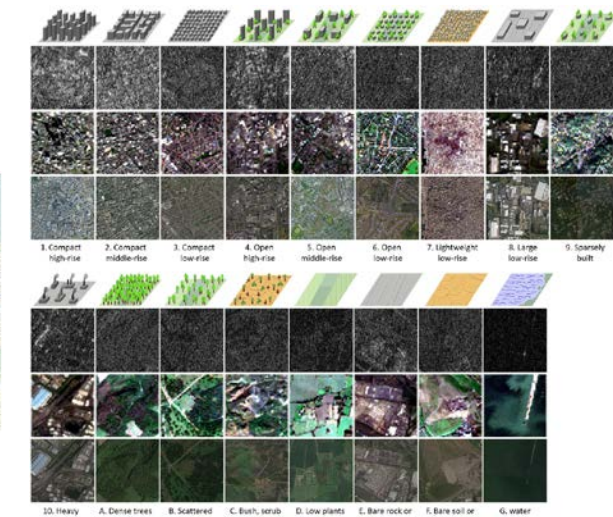 1. Compact high-rise
2. Compact middle-rise
3. Compact low-rise
4. Open high-rise
5. Open middle-rise
6. Open low-rise
7. Lightweight low-rise
8. Large low-rise
9. Sparsely built
10. Heavy
A. Dense trees
B. Scattered
C. Bush, scrub
D. Low plants
E. Bare rock or
F. Bare soil or
G. water